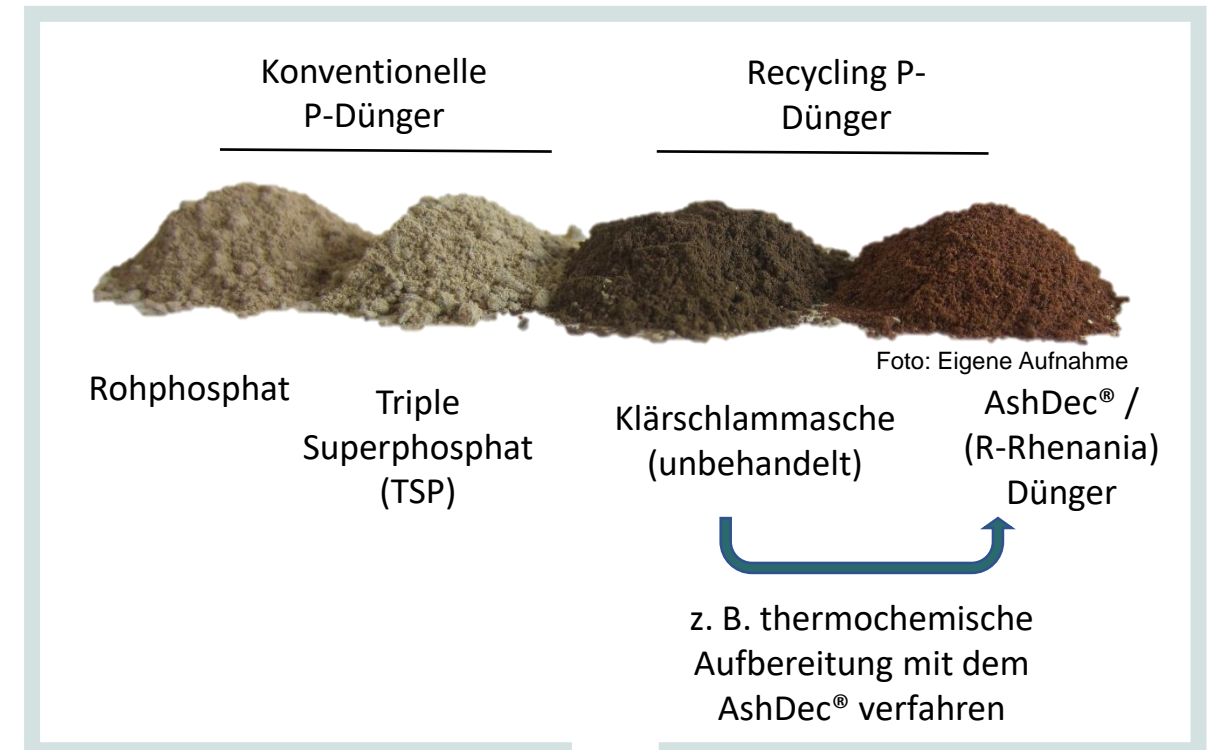 Konventionelle
P-Dünger
Recycling P-
Dünger
Foto: Eigene Aufnahme
Rohphosphat
Triple
Superphosphat
(TSP)
Klärschlammasche
(unbehandelt)
AshDec® /
(R-Rhenania)
Dünger
z. B. thermochemische
Aufbereitung mit dem
AshDec® verfahren